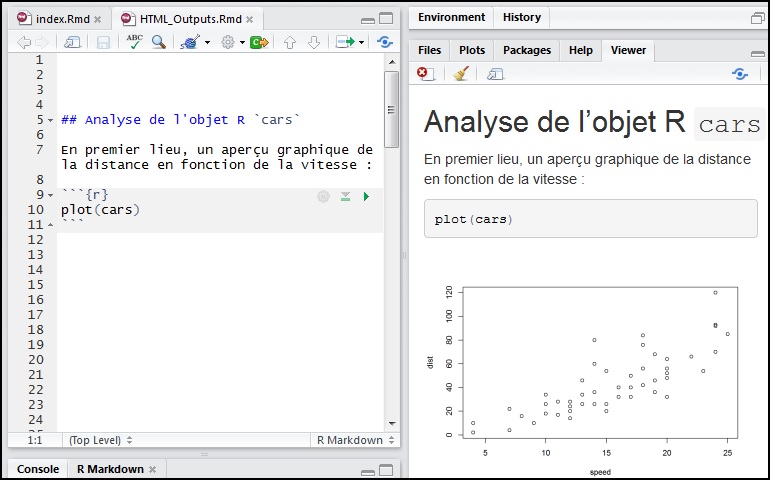 index.Rmd HTML_Outputs.Rmd
ABC
1
2
3
4
5 ## Analyse de l'objet R `cars`
6
7 En premier lieu, un aperçu graphique de
la distance en fonction de la vitesse :
8
9 ```{r}
10 plot(cars)
11 ```
12
13
14
15
16
17
18
19
20
21
22
23
24
1:1 (Top Level) R Markdown
Console R Markdown
Environment History
Files Plots Packages Help Viewer
Analyse de l’objet R cars
En premier lieu, un aperçu graphique de la distance
en fonction de la vitesse :
plot(cars)
dist
120
100
80
60
40
20
0
5 10 15 20 25
speed